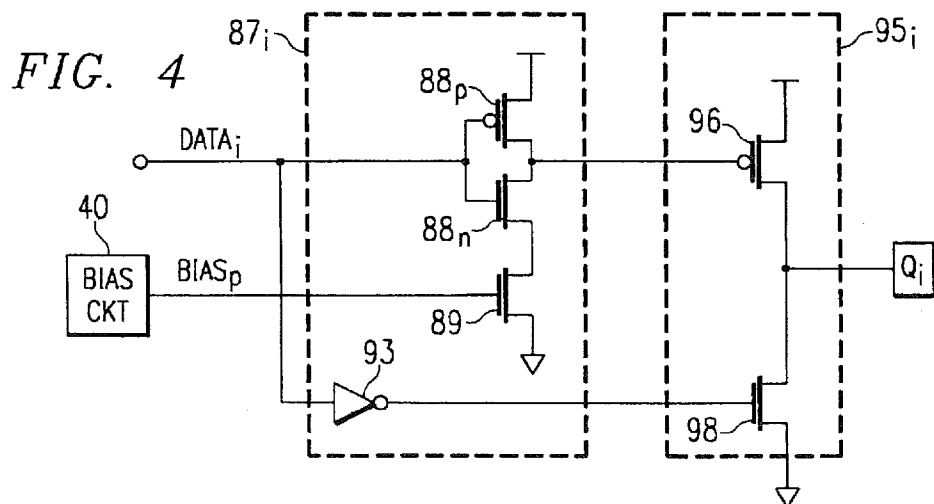 FIG. 4
87i
95i
88p
96
DATAi
40
88n
BIAS
CKT
BIASp
Qi
89
93
98